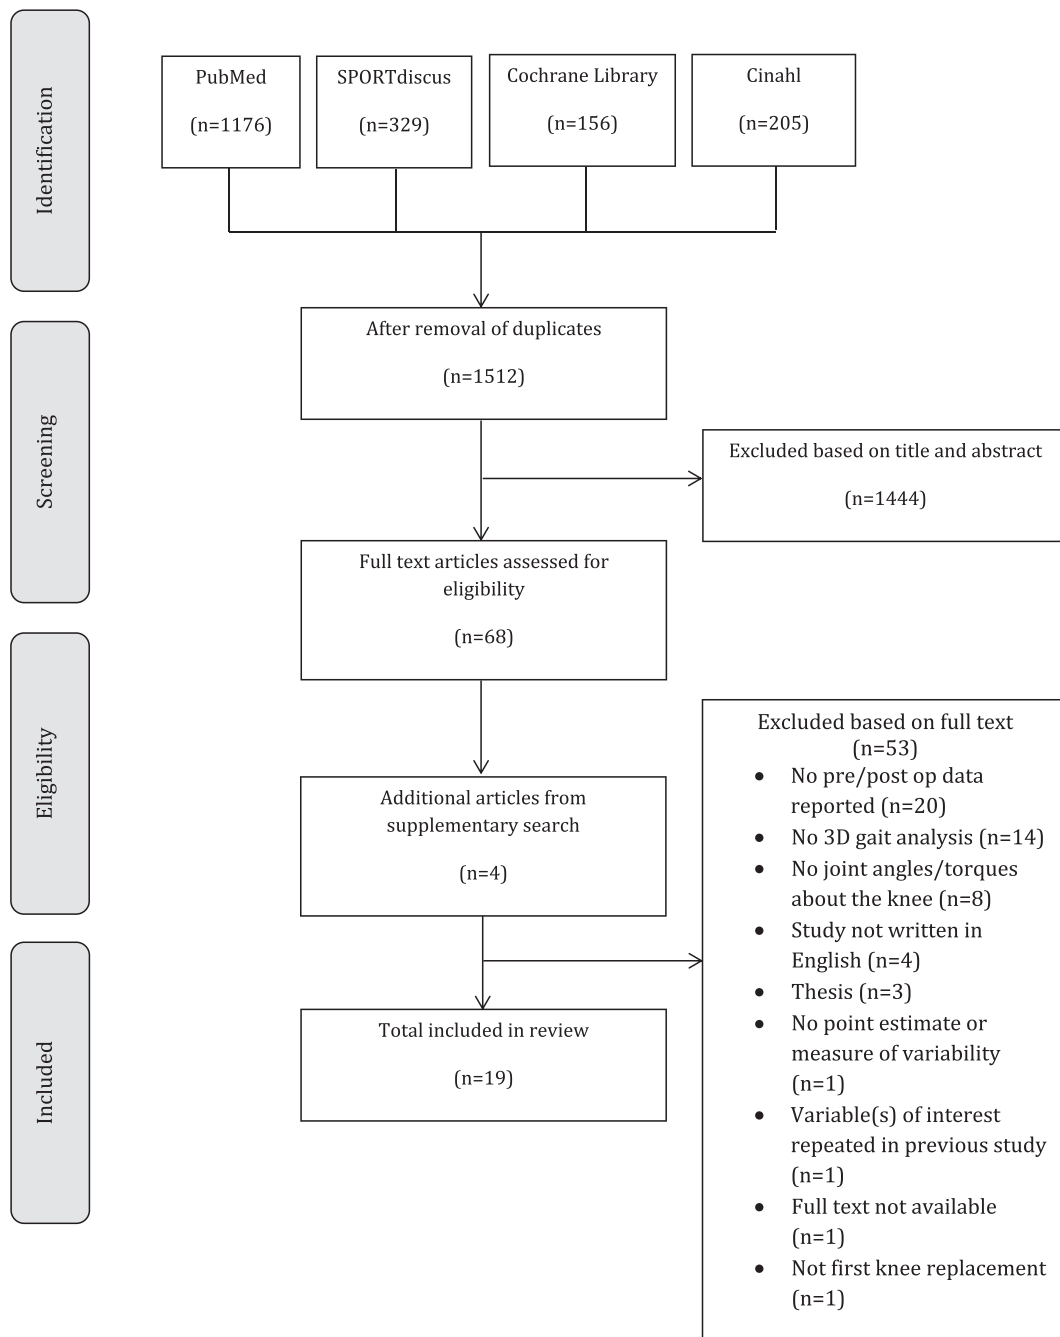 Identification
PubMed
(n=1176)
SPORTdiscus
(n=329)
Cochrane Library
(n=156)
Cinahl
(n=205)
After removal of duplicates
(n=1512)
Screening
Excluded based on title and abstract
(n=1444)
Full text articles assessed for
eligibility
(n=68)
Eligibility
Additional articles from
supplementary search
(n=4)
Excluded based on full text
(n=53)
• No pre/post op data
reported (n=20)
• No 3D gait analysis (n=14)
• No joint angles/torques
about the knee (n=8)
• Study not written in
English (n=4)
• Thesis (n=3)
• No point estimate or
measure of variability
(n=1)
• Variable(s) of interest
repeated in previous study
(n=1)
• Full text not available
(n=1)
• Not first knee replacement
(n=1)
Included
Total included in review
(n=19)